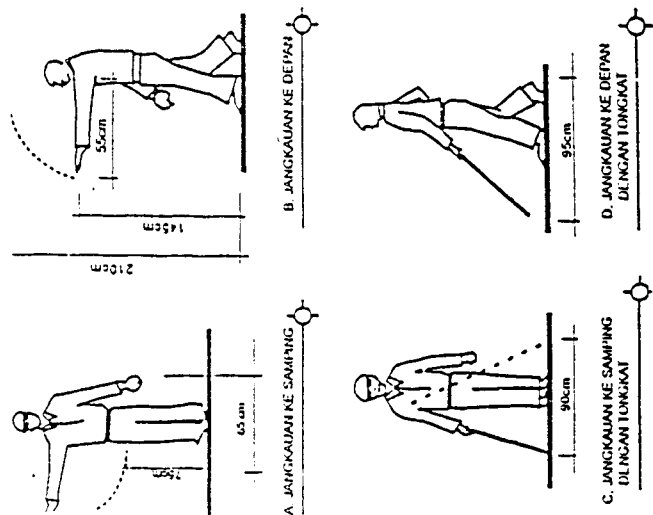 210cm
145cm
55cm
B. JANGKAUAN KE DEPAN
65 cm
A JANGKAUAN KE SAMPING
95cm
D. JANGKAUAN KE DEPAN
DENGAN TONGKAT
90cm
C. JANGKAUAN KE SAMPING
DENGAN TONGKAT